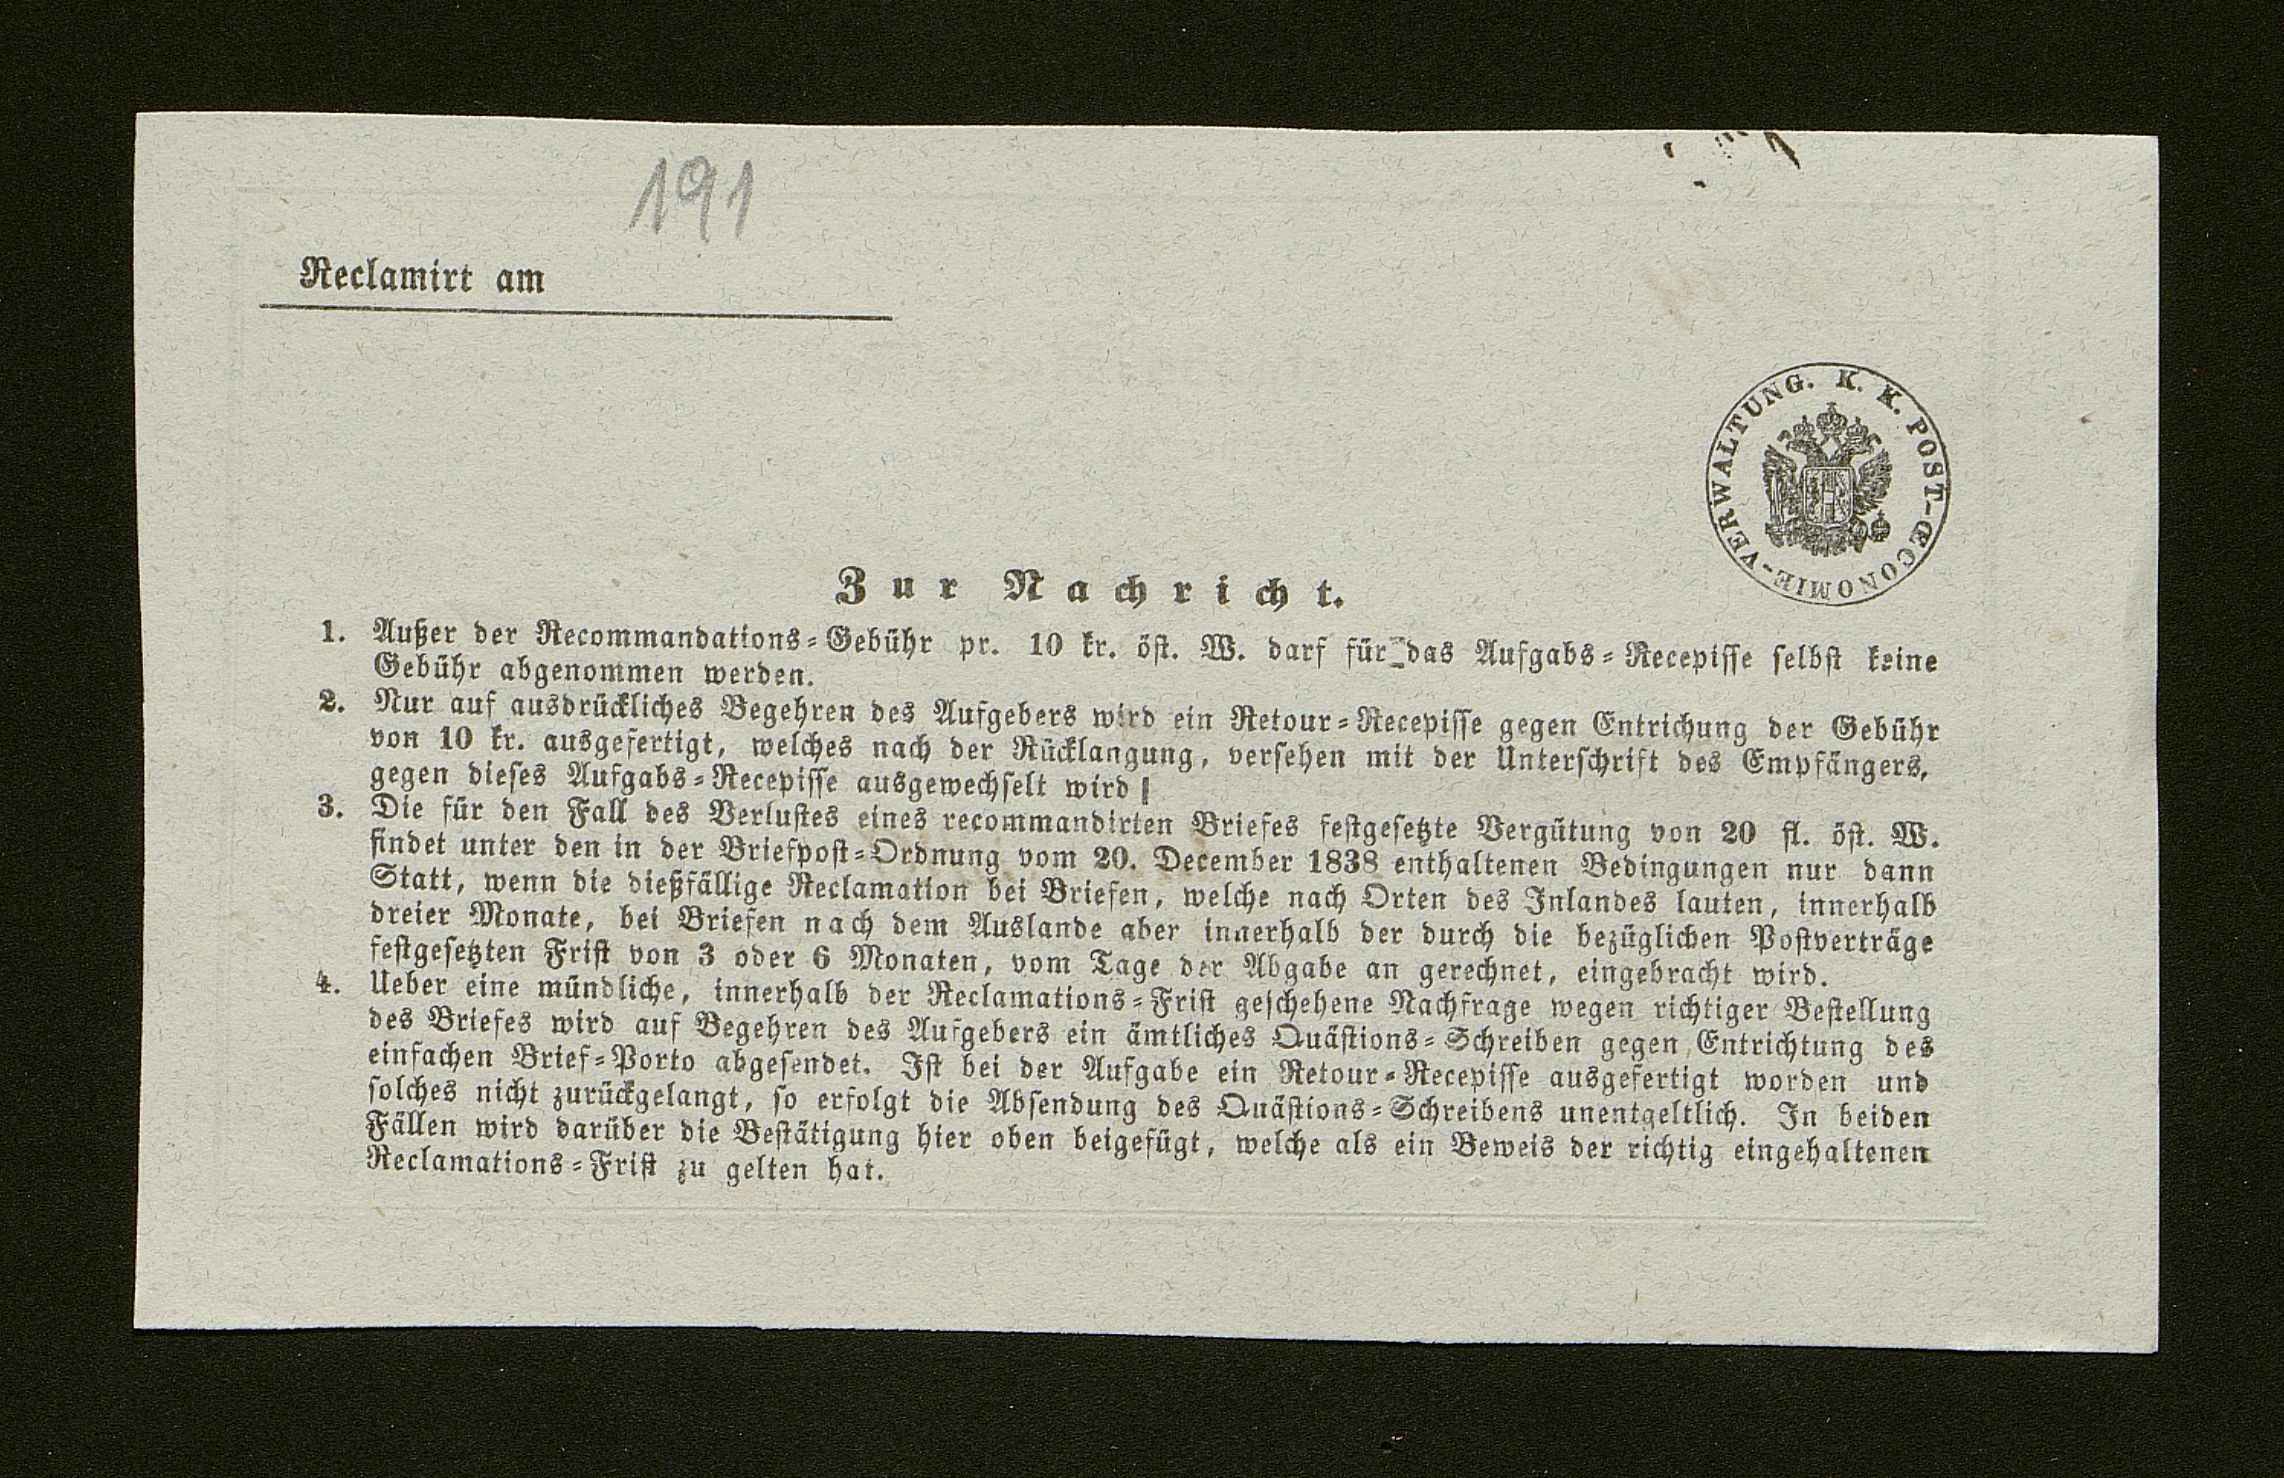 191
Reclamirt am
K. K. POST-ŒCONOMIE-VERWALTUNG.
Zur Nachricht.
1. Außer der Recommandations-Gebühr pr. 10 kr. öst. W. darf für das Aufgabs-Recepisse selbst keine
Gebühr abgenommen werden.
2. Nur auf ausdrückliches Begehren des Aufgebers wird ein Retour-Recepisse gegen Entrichung der Gebühr
von 10 kr. ausgefertigt, welches nach der Rücklangung, versehen mit der Unterschrift des Empfängers,
gegen dieses Aufgabs-Recepisse ausgewechselt wird
3. Die für den Fall des Verlustes eines recommandirten Briefes festgesetzte Vergütung von 20 fl. öst. W.
findet unter den in der Briefpost-Ordnung vom 20. December 1838 enthaltenen Bedingungen nur dann
Statt, wenn die dießfällige Reclamation bei Briefen, welche nach Orten des Inlandes lauten, innerhalb
dreier Monate, bei Briefen nach dem Auslande aber innerhalb der durch die bezüglichen Postverträge
festgesetzten Frist von 3 oder 6 Monaten, vom Tage der Abgabe an gerechnet, eingebracht wird.
4. Ueber eine mündliche, innerhalb der Reclamations-Frist geschehene Nachfrage wegen richtiger Bestellung
des Briefes wird auf Begehren des Aufgebers ein ämtliches Quästions-Schreiben gegen Entrichtung des
einfachen Brief-Porto abgesendet. Ist bei der Aufgabe ein Retour-Recepisse ausgefertigt worden und
solches nicht zurückgelangt, so erfolgt die Absendung des Quästions-Schreibens unentgeltlich. In beiden
Fällen wird darüber die Bestätigung hier oben beigefügt, welche als ein Beweis der richtig eingehaltenen
Reclamations-Frist zu gelten hat.